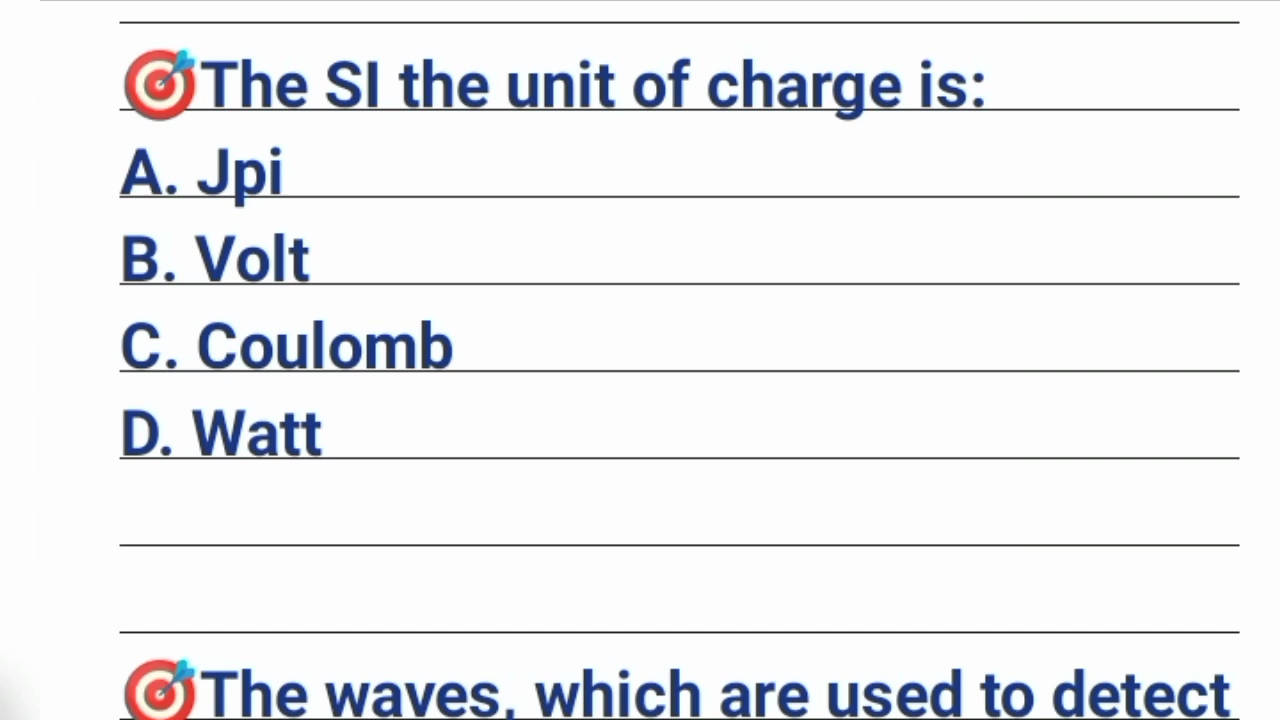 🎯The SI the unit of charge is:
A. Jpi
B. Volt
C. Coulomb
D. Watt
🎯The waves, which are used to detect